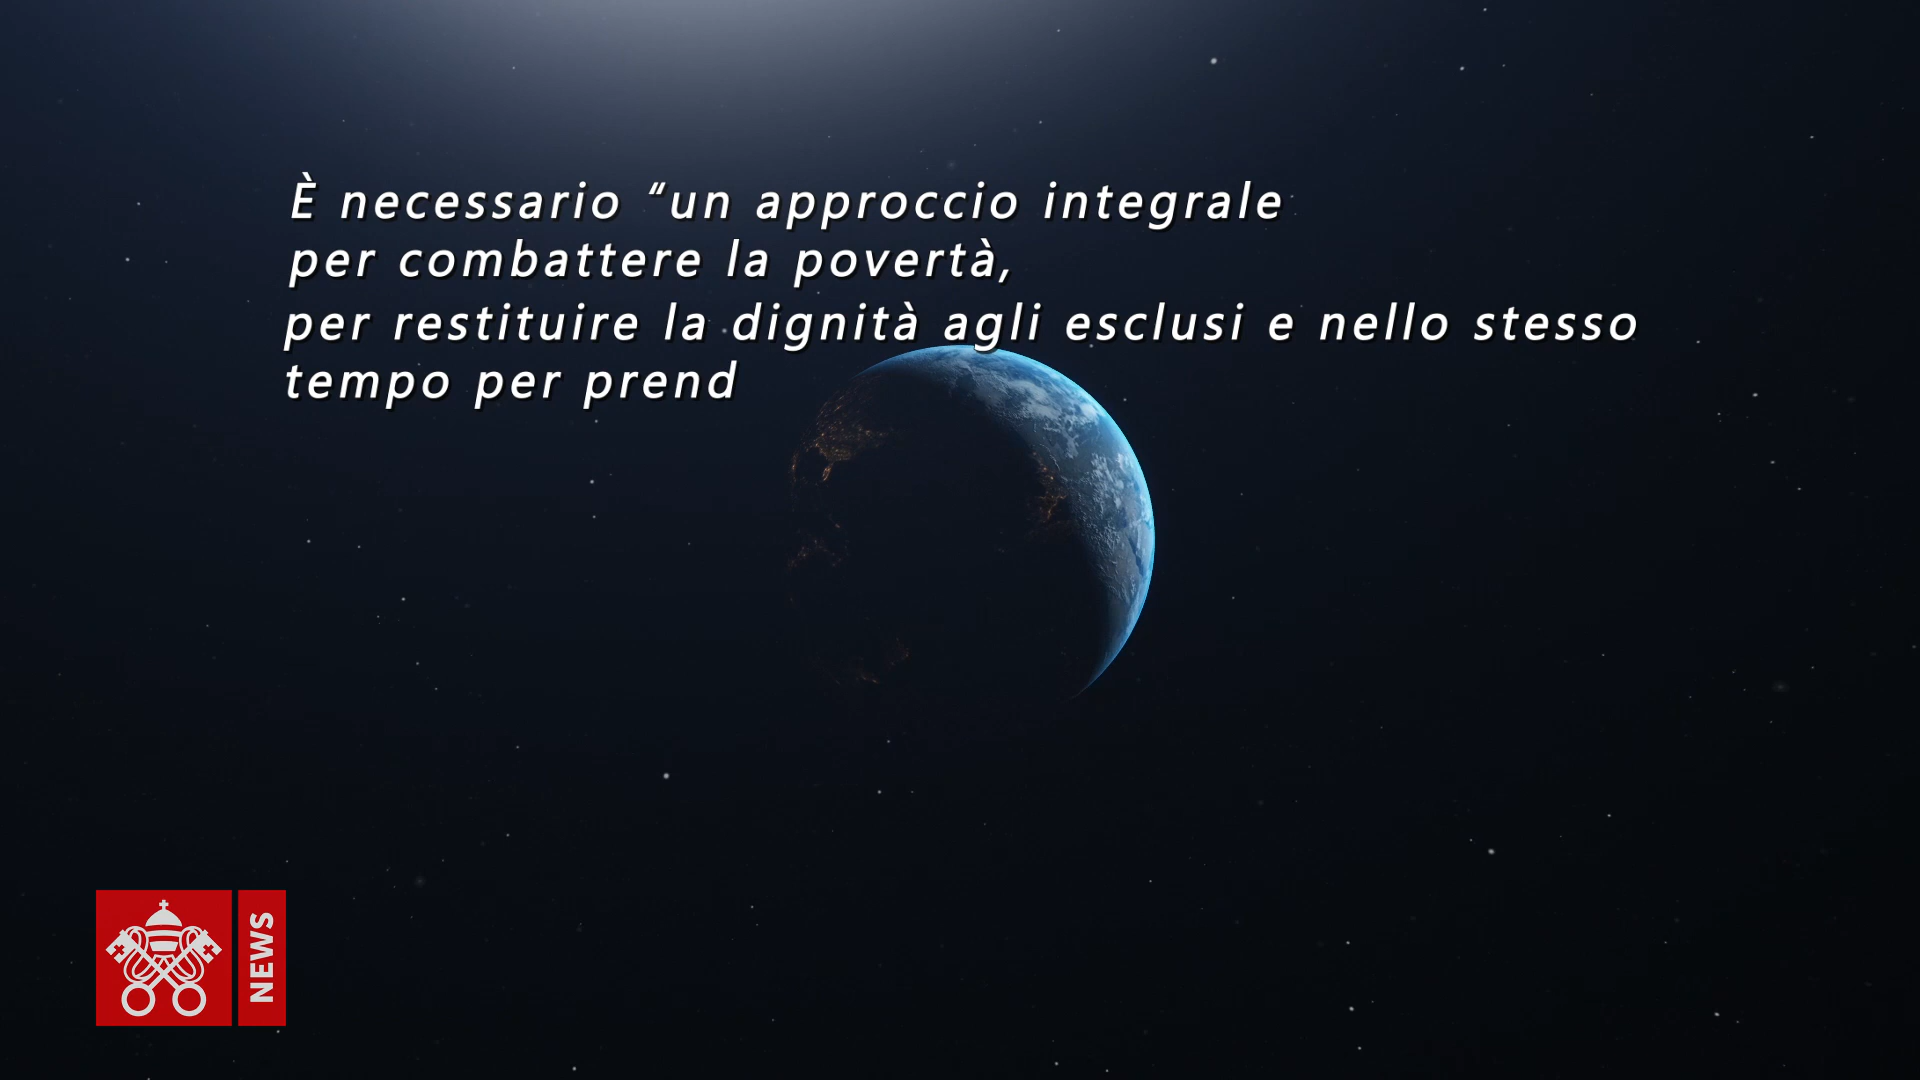 È necessario “un approccio integrale
per combattere la povertà,
per restituire la dignità agli esclusi e nello stesso
tempo per prend
NEWS